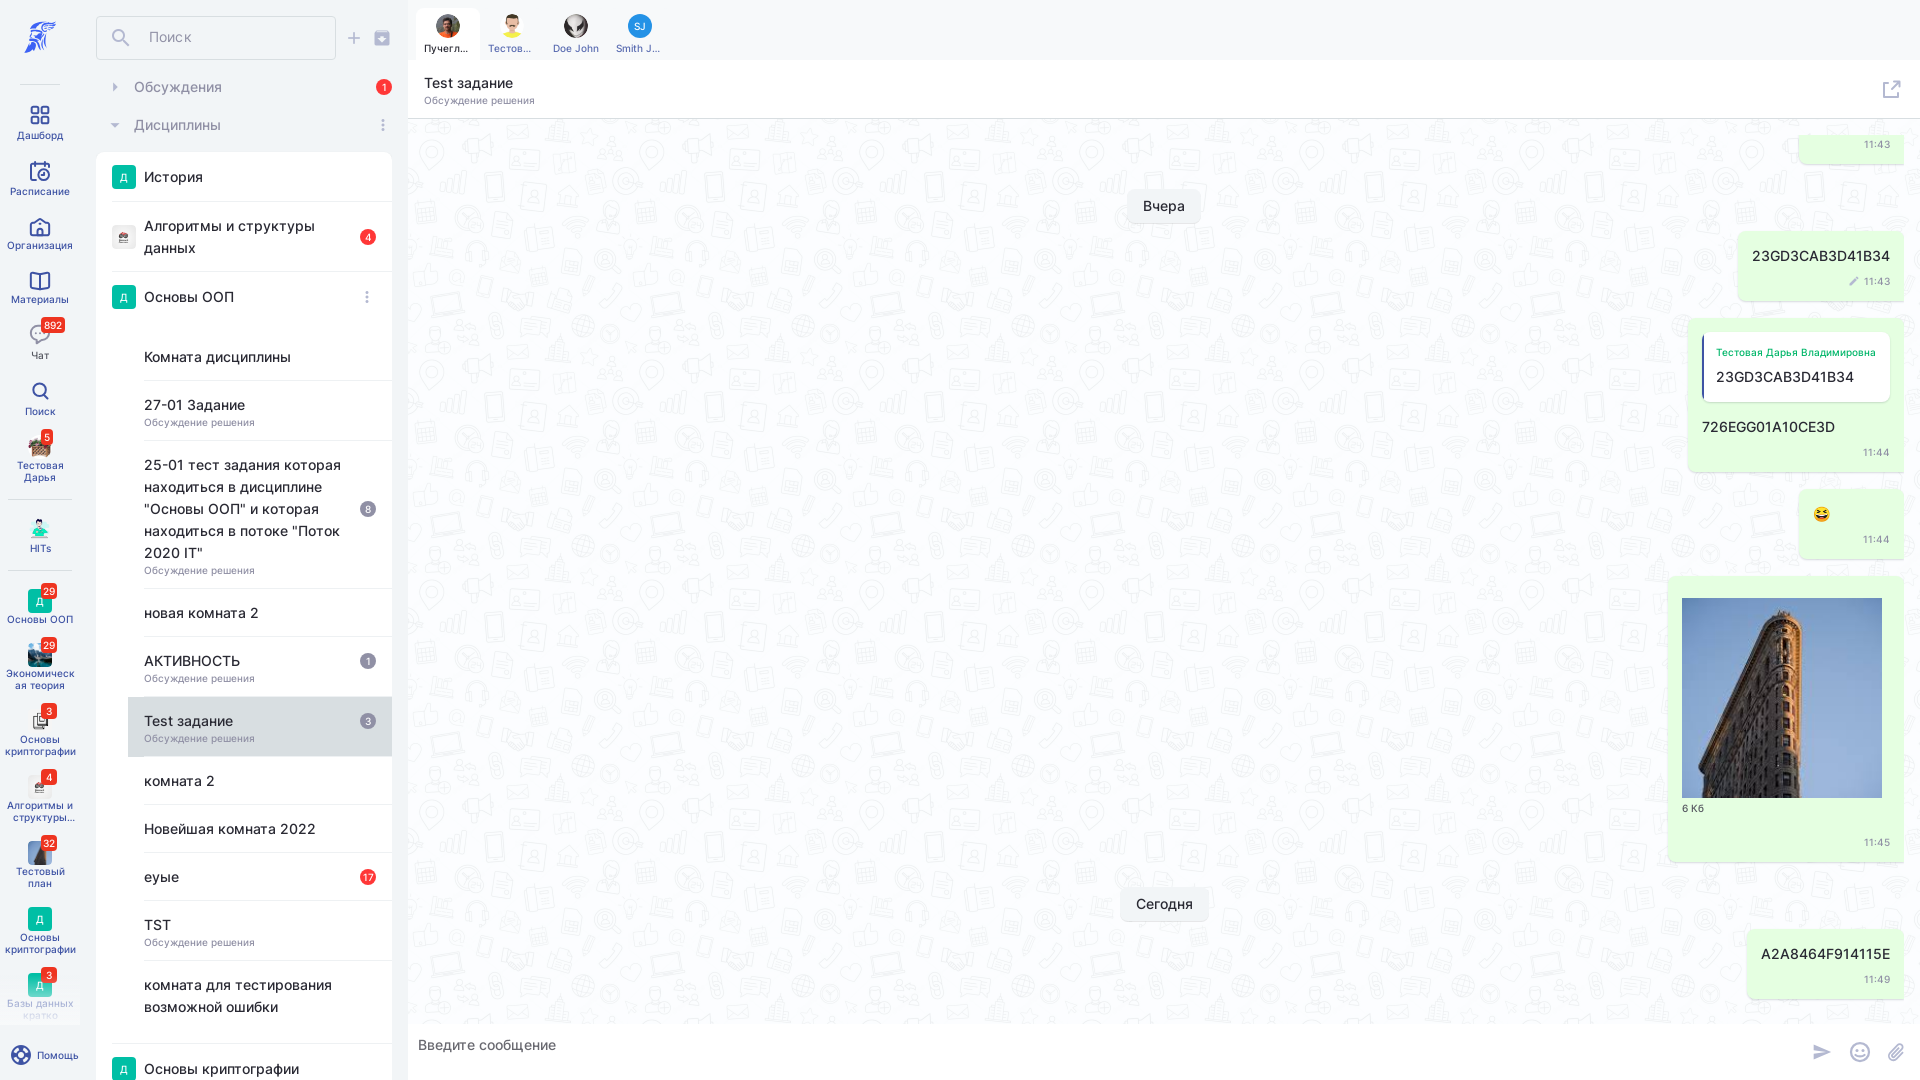 Дашборд
Расписание
Организация
Материалы
892
Чат
Поиск
5
Тестовая
Дарья
HITs
29
Д
Основы ООП
29
Экономическ
ая теория
3
Основы
криптографии
4
Алгоритмы и
структуры...
32
Тестовый
план
Д
Основы
криптографии
3
Д
Базы данных
кратко
Помощь
Поиск
Обсуждения
1
Дисциплины
Д
История
Алгоритмы и структуры
данных
4
Д
Основы ООП
Комната дисциплины
27-01 Задание
Обсуждение решения
25-01 тест задания которая
находиться в дисциплине
"Основы ООП" и которая
находиться в потоке "Поток
2020 IT"
8
Обсуждение решения
новая комната 2
АКТИВНОСТЬ
1
Обсуждение решения
Test задание
3
Обсуждение решения
комната 2
Новейшая комната 2022
еуые
17
TST
Обсуждение решения
комната для тестирования
возможной ошибки
Д
Основы криптографии
Пучегл...
Тестов...
Doe John
SJ
Smith J...
Test задание
Обсуждение решения
11:43
Вчера
23GD3CAB3D41B34
11:43
Тестовая Дарья Владимировна
23GD3CAB3D41B34
726EGG01A10CE3D
11:44
😆
11:44
6 Кб
11:45
Сегодня
A2A8464F914115E
11:49
Введите сообщение